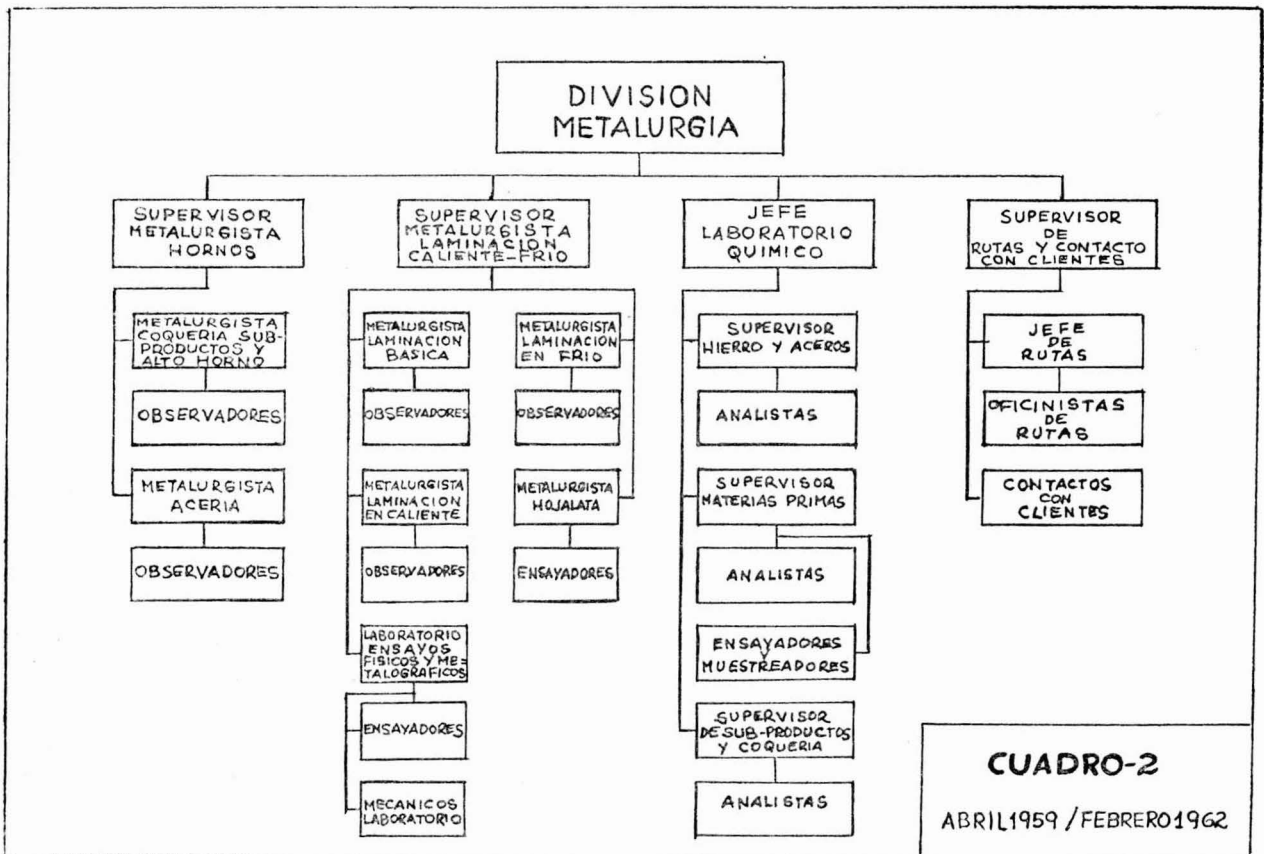 DIVISION
METALURGIA
SUPERVISOR
METALURGISTA
HORNOS
SUPERVISOR
METALURGISTA
LAMINACION
CALIENTE-FRIO
JEFE
LABORATORIO
QUIMICO
SUPERVISOR
DE
RUTAS Y CONTACTO
CON CLIENTES
METALURGISTA
COQUERIA SUB-
PRODUCTOS Y
ALTO HORNO
OBSERVADORES
METALURGISTA
ACERIA
OBSERVADORES
METALURGISTA
LAMINACION
BASICA
OBSERVADORES
METALURGISTA
LAMINACION
EN CALIENTE
OBSERVADORES
LABORATORIO
ENSAYOS
FISICOS Y ME-
TALOGRAFICOS
ENSAYADORES
MECANICOS
LABORATORIO
METALURGISTA
LAMINACION
EN FRIO
OBSERVADORES
METALURGISTA
HOJALATA
ENSAYADORES
SUPERVISOR
HIERRO Y ACEROS
ANALISTAS
SUPERVISOR
MATERIAS PRIMAS
ANALISTAS
ENSAYADORES
Y
MUESTREADORES
SUPERVISOR
DE SUB-PRODUCTOS
Y COQUERIA
ANALISTAS
JEFE
DE
RUTAS
OFICINISTAS
DE
RUTAS
CONTACTOS
CON
CLIENTES
CUADRO-2
ABRIL1959/FEBRERO1962